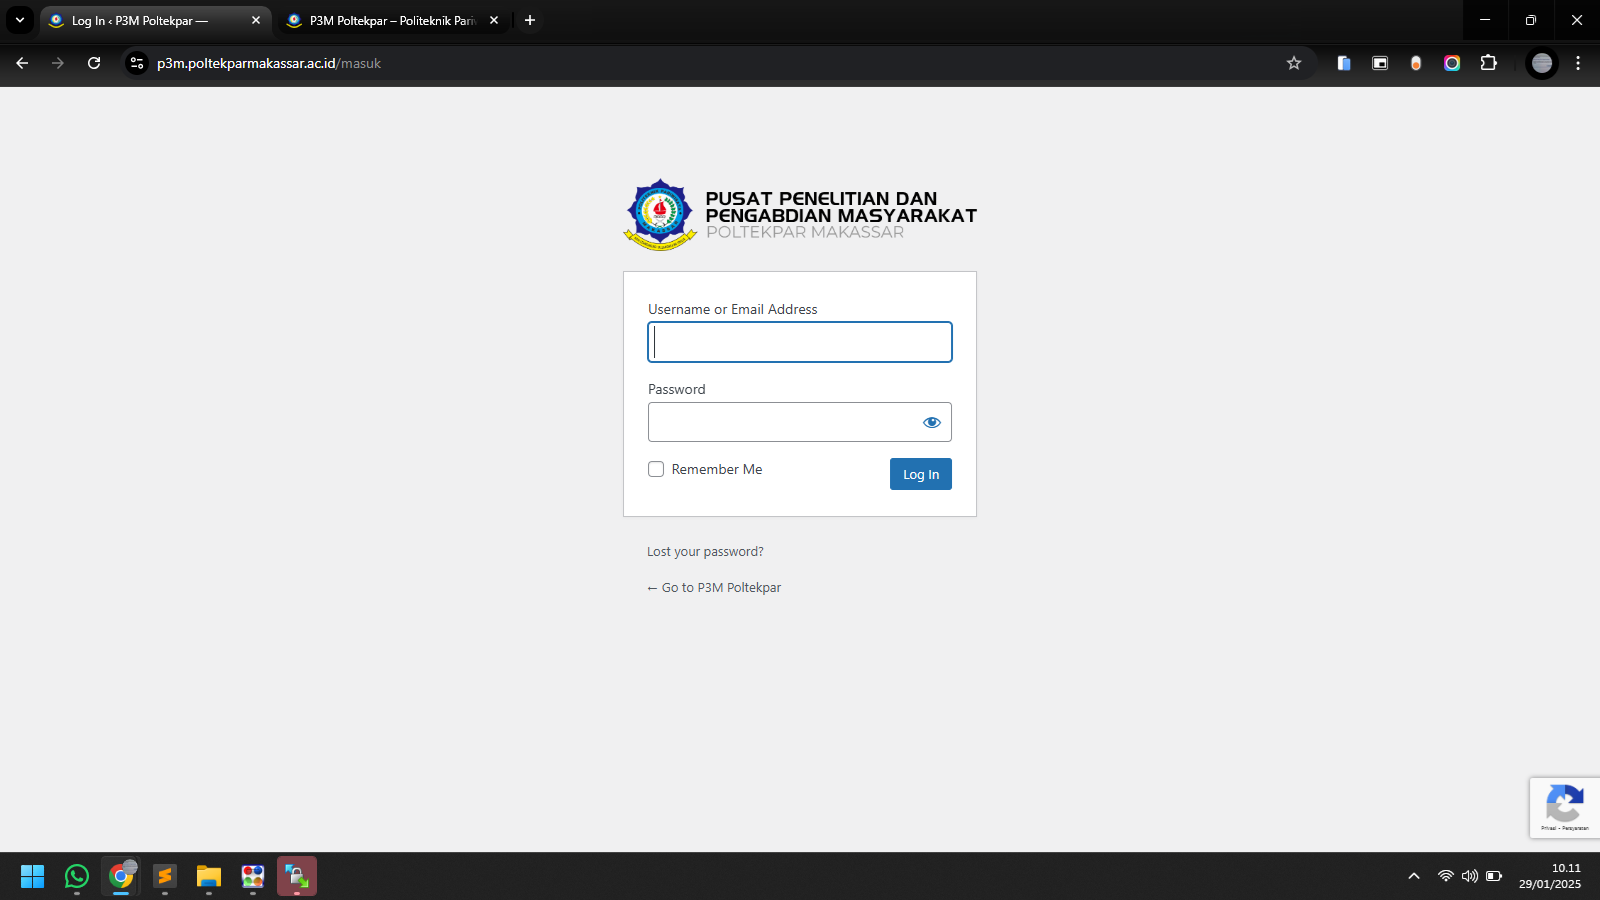 Log In ‹ P3M Poltekpar —
P3M Poltekpar – Politeknik Pari
p3m.poltekparmakassar.ac.id/masuk
PUSAT PENELITIAN DAN
PENGABDIAN MASYARAKAT
POLTEKPAR MAKASSAR
Username or Email Address
Password
Remember Me
Log In
Lost your password?
← Go to P3M Poltekpar
Privasi - Persyaratan
10.11
29/01/2025